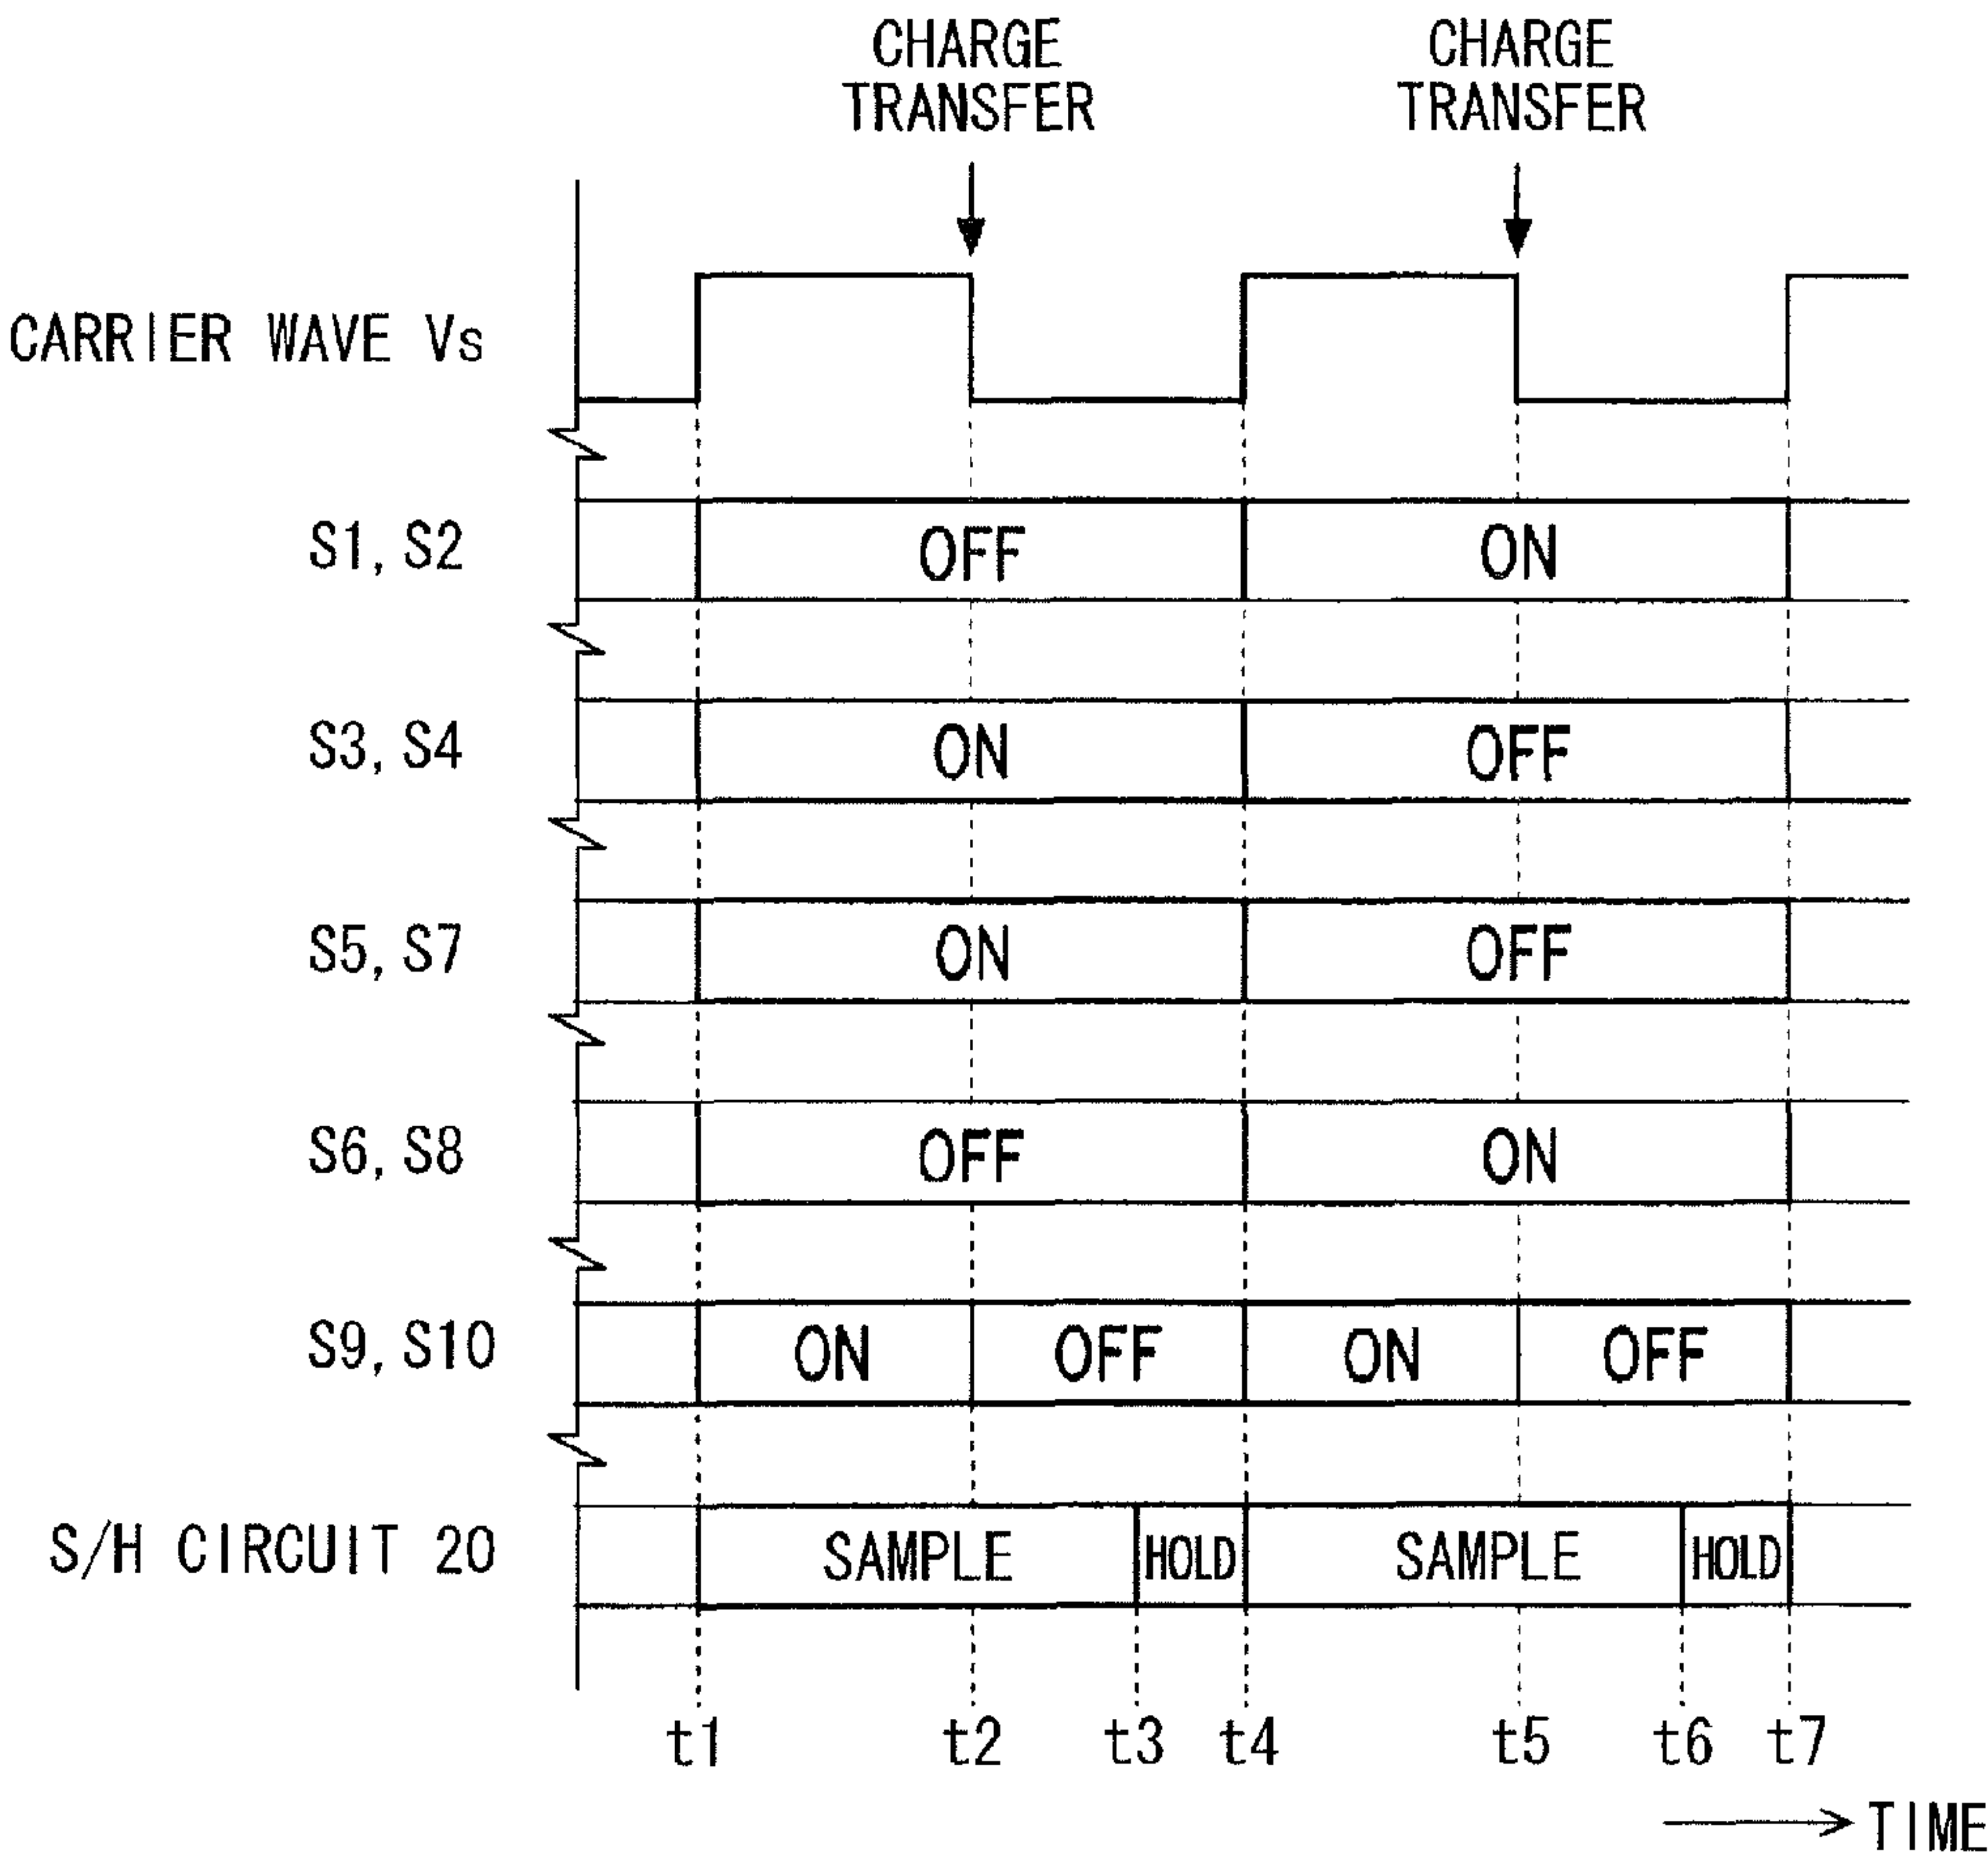 CHARGE TRANSFER
CHARGE TRANSFER
CARRIER WAVE Vs
S1, S2
OFF
ON
S3, S4
ON
OFF
S5, S7
ON
OFF
S6, S8
OFF
ON
S9, S10
ON
OFF
ON
OFF
S/H CIRCUIT 20
SAMPLE
HOLD
SAMPLE
HOLD
t1
t2
t3
t4
t5
t6
t7
TIME